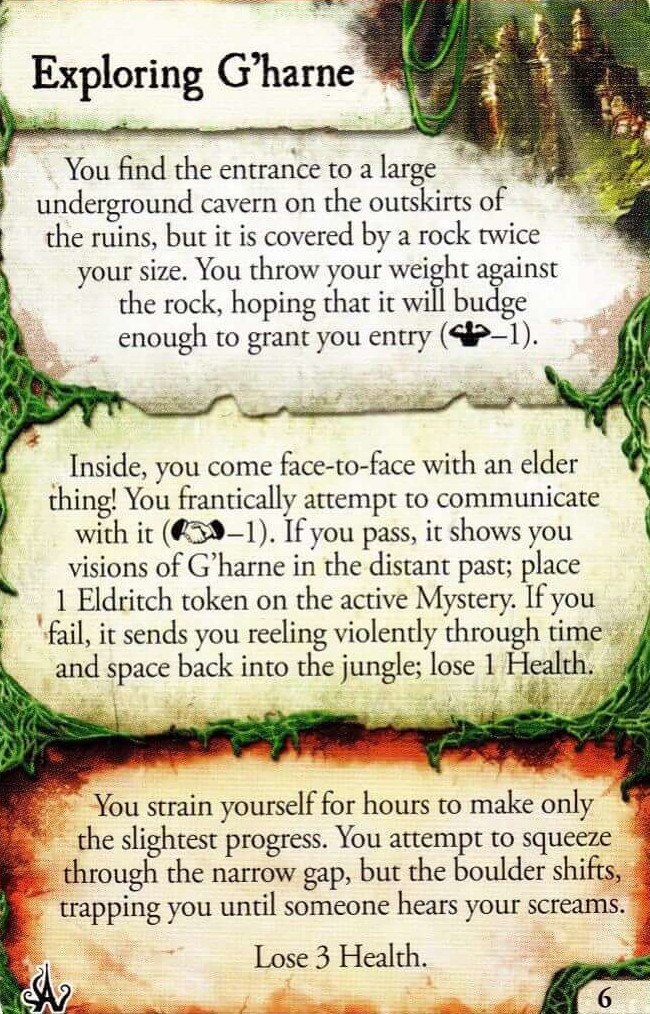 Exploring G'harne
You find the entrance to a large
underground cavern on the outskirts of
the ruins, but it is covered by a rock twice
your size. You throw your weight against
the rock, hoping that it will budge
enough to grant you entry (–1).
Inside, you come face-to-face with an elder
thing! You frantically attempt to communicate
with it (–1). If you pass, it shows you
visions of G'harne in the distant past; place
1 Eldritch token on the active Mystery. If you
fail, it sends you reeling violently through time
and space back into the jungle; lose 1 Health.
You strain yourself for hours to make only
the slightest progress. You attempt to squeeze
through the narrow gap, but the boulder shifts,
trapping you until someone hears your screams.
Lose 3 Health.
6